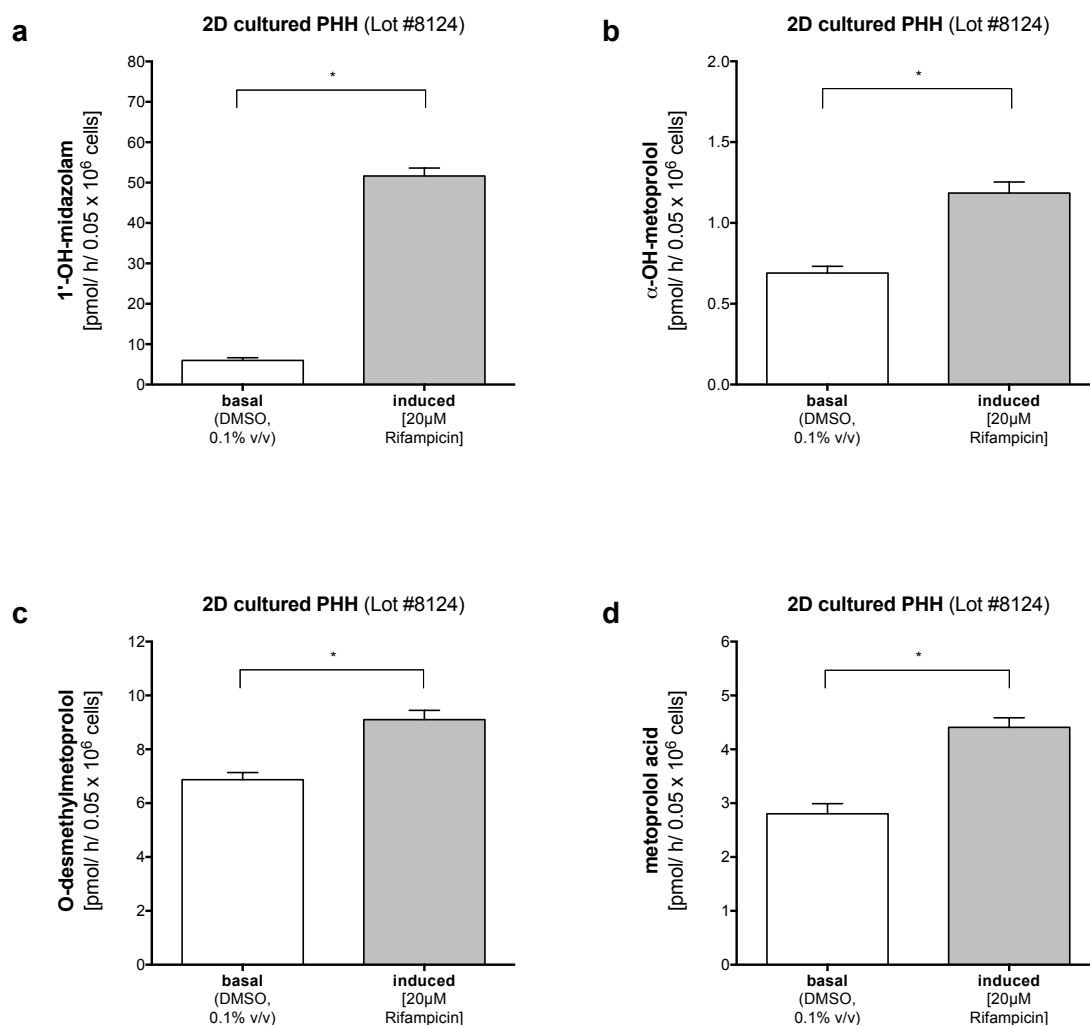 a
2D cultured PHH (Lot #8124)
1'-OH-midazolam
[pmol/ h/ 0.05 x 10⁶ cells]
80
70
60
50
40
30
20
10
0
*
basal
(DMSO,
0.1% v/v)
induced
[20µM
Rifampicin]
b
2D cultured PHH (Lot #8124)
α-OH-metoprolol
[pmol/ h/ 0.05 x 10⁶ cells]
2.0
1.5
1.0
0.5
0.0
*
basal
(DMSO,
0.1% v/v)
induced
[20µM
Rifampicin]
c
2D cultured PHH (Lot #8124)
O-desmethylmetoprolol
[pmol/ h/ 0.05 x 10⁶ cells]
12
10
8
6
4
2
0
*
basal
(DMSO,
0.1% v/v)
induced
[20µM
Rifampicin]
d
2D cultured PHH (Lot #8124)
metoprolol acid
[pmol/ h/ 0.05 x 10⁶ cells]
6
5
4
3
2
1
0
*
basal
(DMSO,
0.1% v/v)
induced
[20µM
Rifampicin]